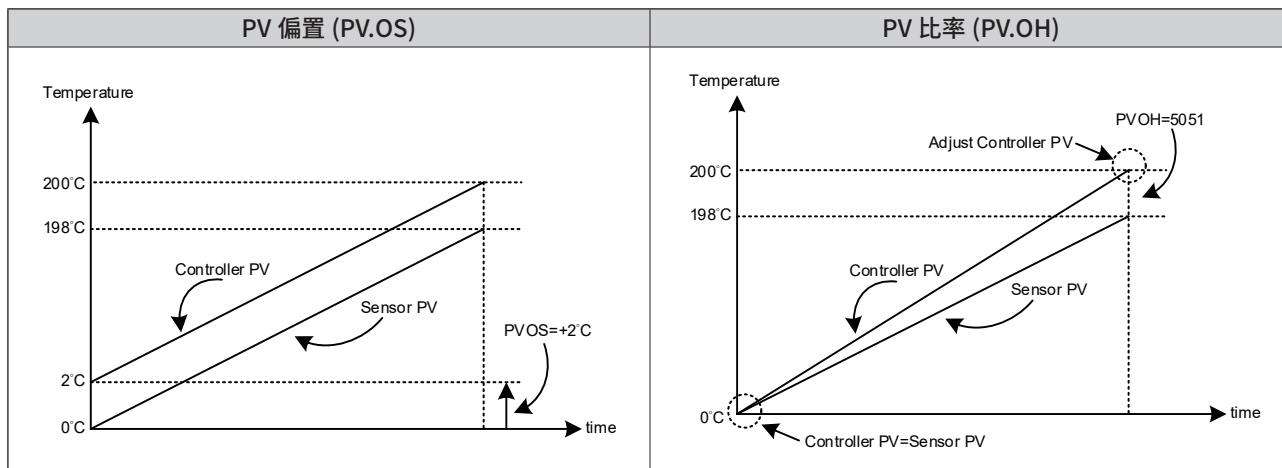 PV 偏置 (PV.OS)
PV 比率 (PV.OH)
Temperature
200°C
198°C
Controller PV
Sensor PV
PVOS=+2°C
2°C
0°C
time
Temperature
PVOH=5051
Adjust Controller PV
200°C
198°C
Controller PV
Sensor PV
0°C
time
Controller PV=Sensor PV